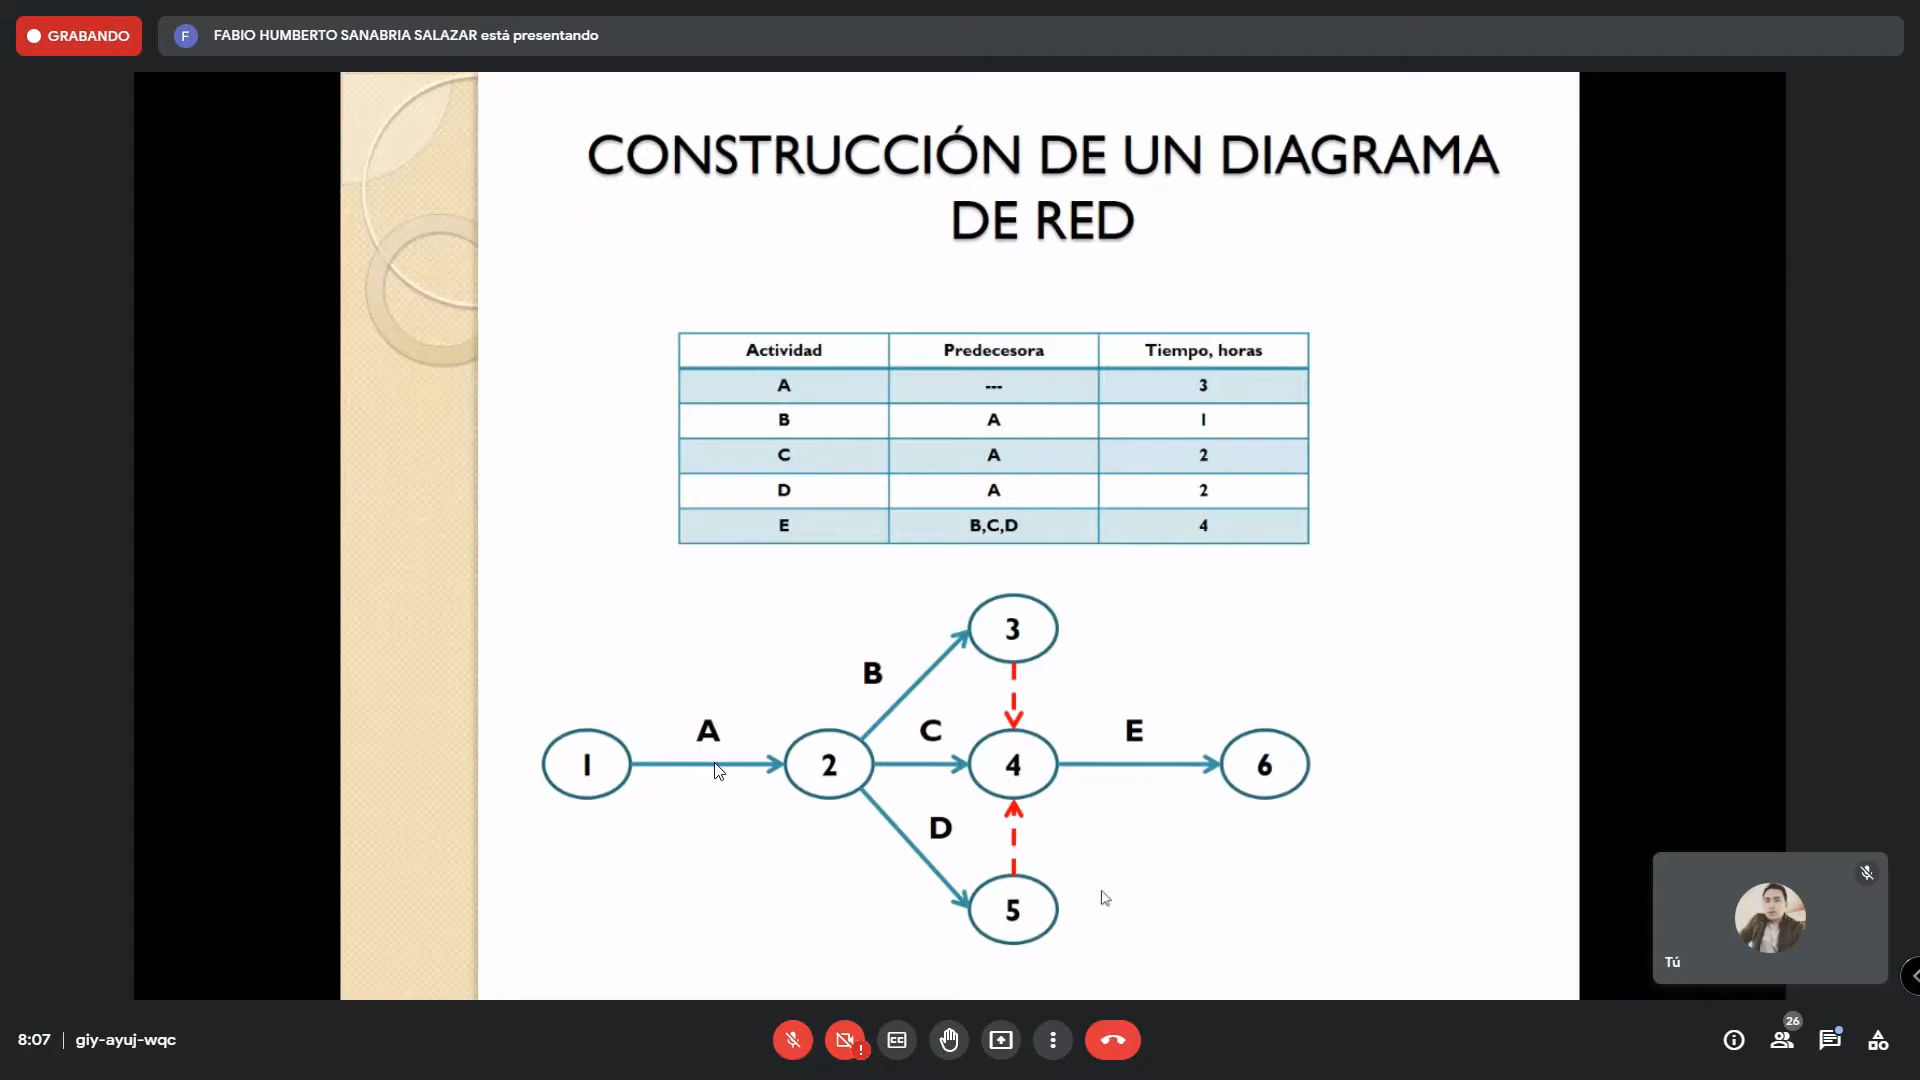 GRABANDO
F
FABIO HUMBERTO SANABRIA SALAZAR está presentando
CONSTRUCCIÓN DE UN DIAGRAMA
DE RED
Actividad Predecesora Tiempo, horas
A --- 3
B A 1
C A 2
D A 2
E B,C,D 4
3
B
A C E
1 2 4 6
D
5
Tú
8:07 giy-ayuj-wqc
CC
!
26